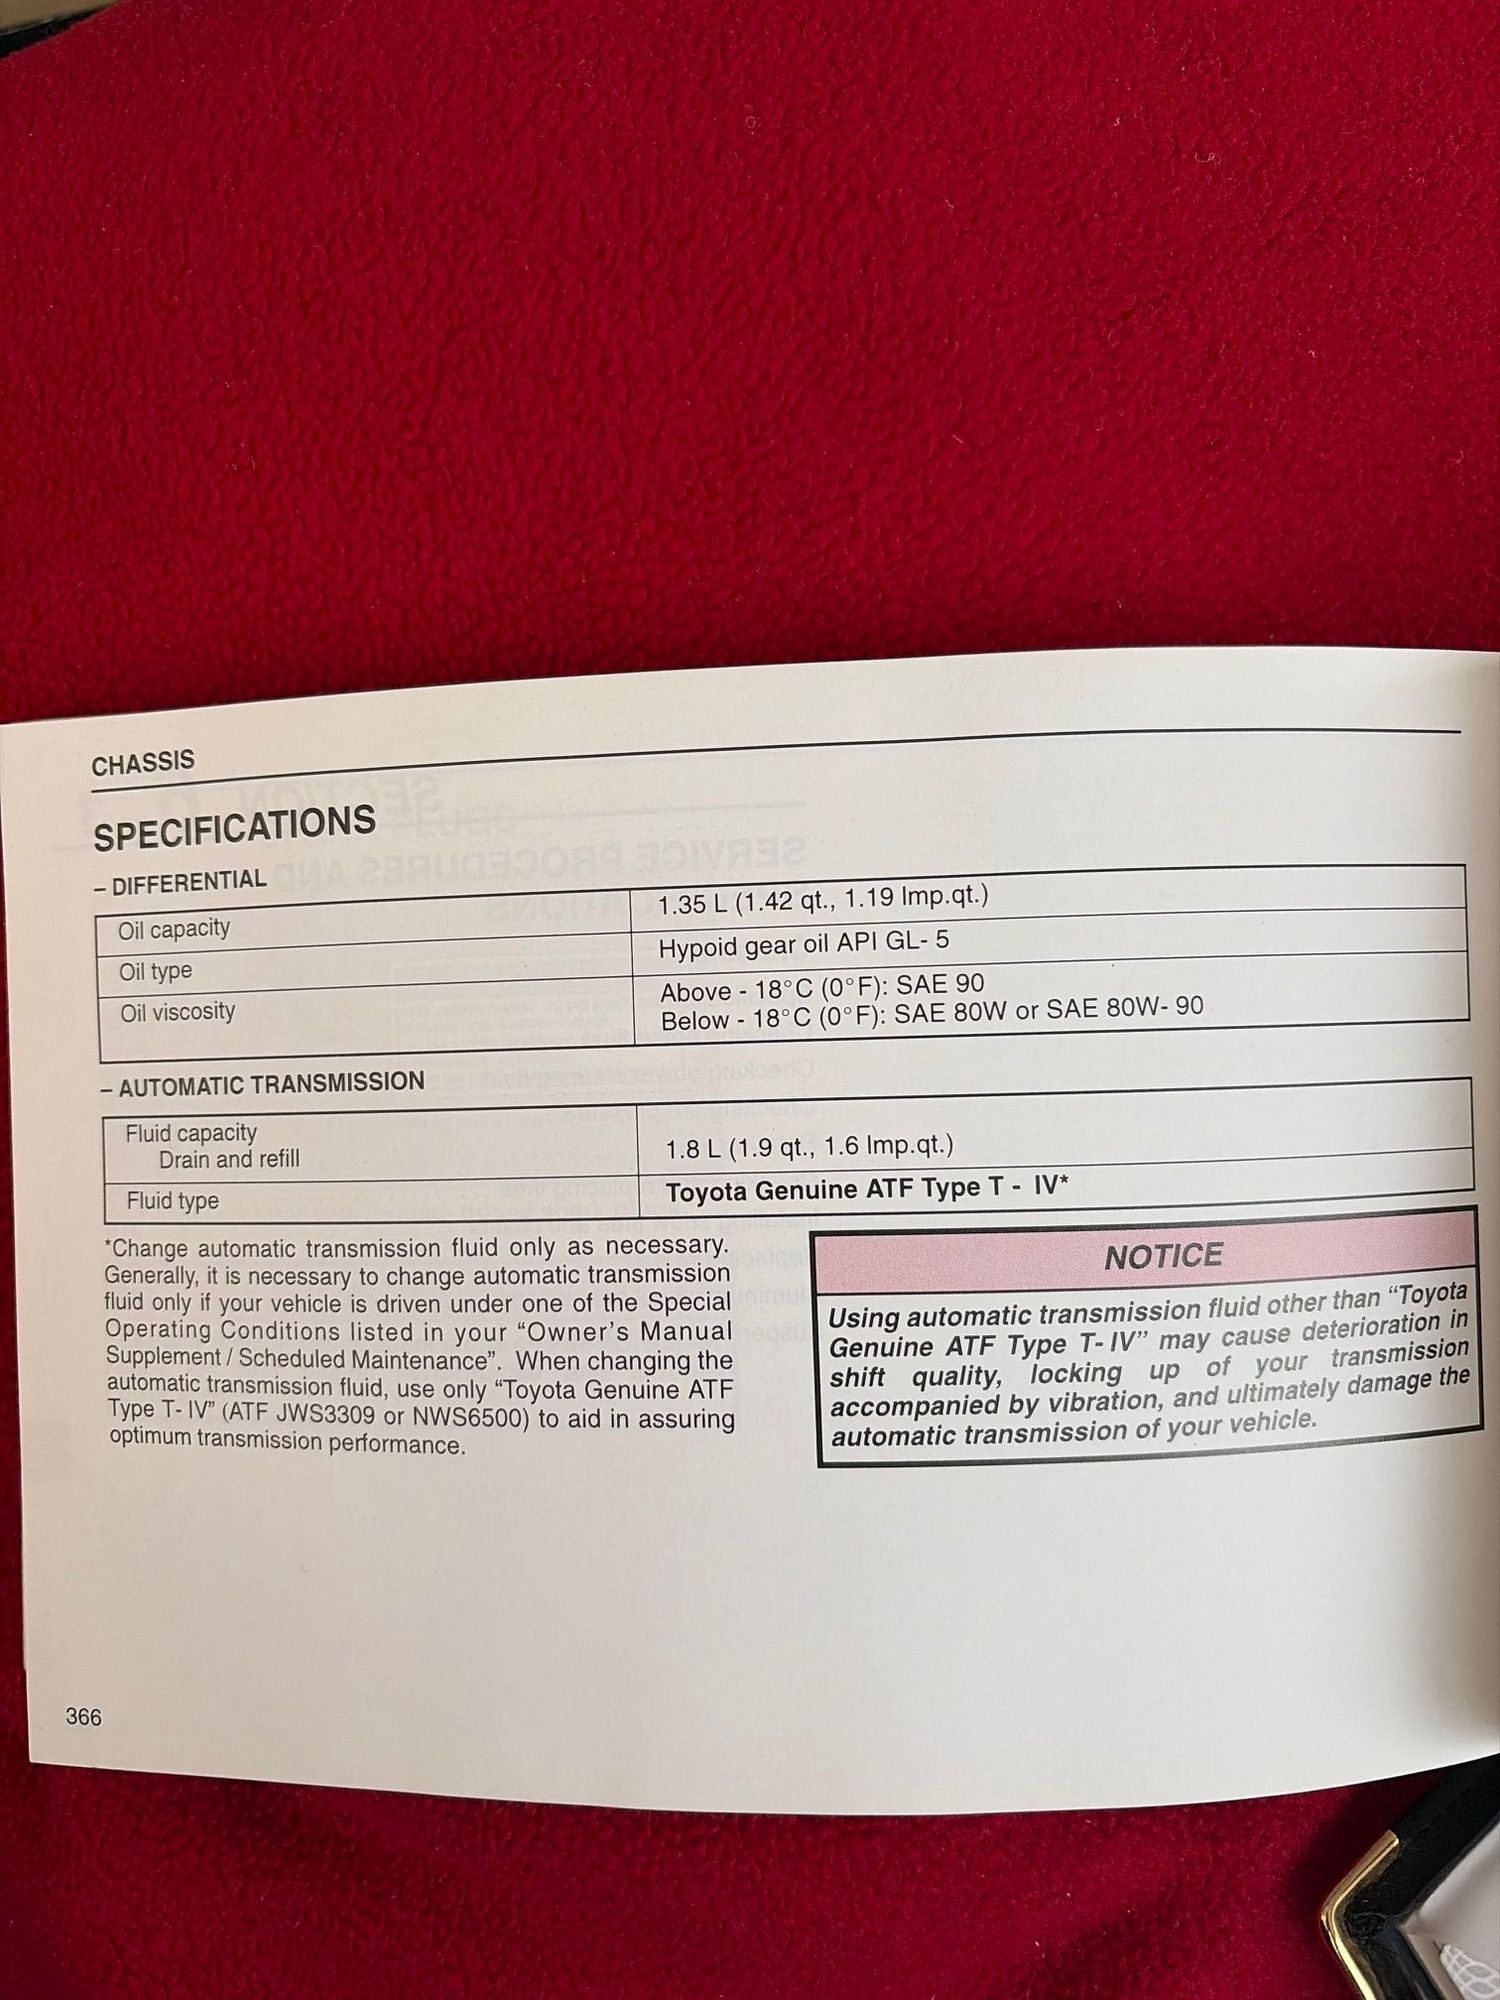 CHASSIS
SPECIFICATIONS
– DIFFERENTIAL
Oil capacity
1.35 L (1.42 qt., 1.19 lmp.qt.)
Oil type
Hypoid gear oil API GL- 5
Oil viscosity
Above - 18°C (0°F): SAE 90
Below - 18°C (0°F): SAE 80W or SAE 80W- 90
– AUTOMATIC TRANSMISSION
Fluid capacity
Drain and refill
1.8 L (1.9 qt., 1.6 lmp.qt.)
Fluid type
Toyota Genuine ATF Type T - IV*
*Change automatic transmission fluid only as necessary.
Generally, it is necessary to change automatic transmission
fluid only if your vehicle is driven under one of the Special
Operating Conditions listed in your “Owner’s Manual
Supplement / Scheduled Maintenance”. When changing the
automatic transmission fluid, use only “Toyota Genuine ATF
Type T- IV” (ATF JWS3309 or NWS6500) to aid in assuring
optimum transmission performance.
NOTICE
Using automatic transmission fluid other than “Toyota
Genuine ATF Type T- IV” may cause deterioration in
shift quality, locking up of your transmission
accompanied by vibration, and ultimately damage the
automatic transmission of your vehicle.
366